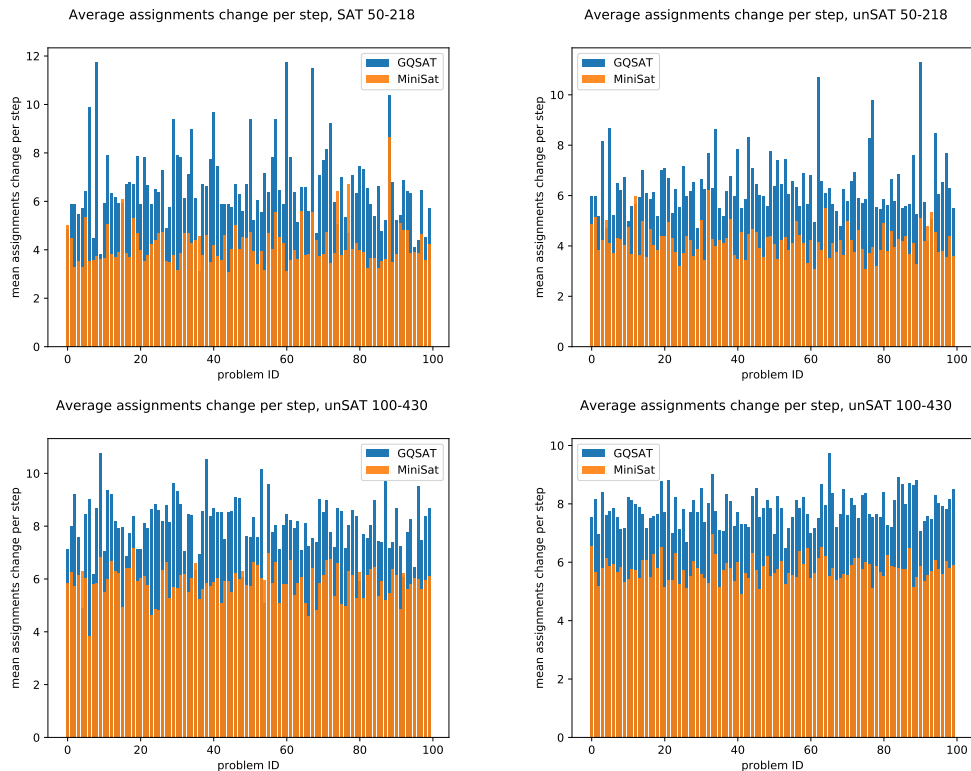 Average assignments change per step, SAT 50-218
12
10
8
6
4
2
0
mean assignments change per step
GQSAT
MiniSat
0 20 40 60 80 100
problem ID
Average assignments change per step, unSAT 50-218
10
8
6
4
2
0
mean assignments change per step
GQSAT
MiniSat
0 20 40 60 80 100
problem ID
Average assignments change per step, unSAT 100-430
10
8
6
4
2
0
mean assignments change per step
GQSAT
MiniSat
0 20 40 60 80 100
problem ID
Average assignments change per step, unSAT 100-430
10
8
6
4
2
0
mean assignments change per step
GQSAT
MiniSat
0 20 40 60 80 100
problem ID